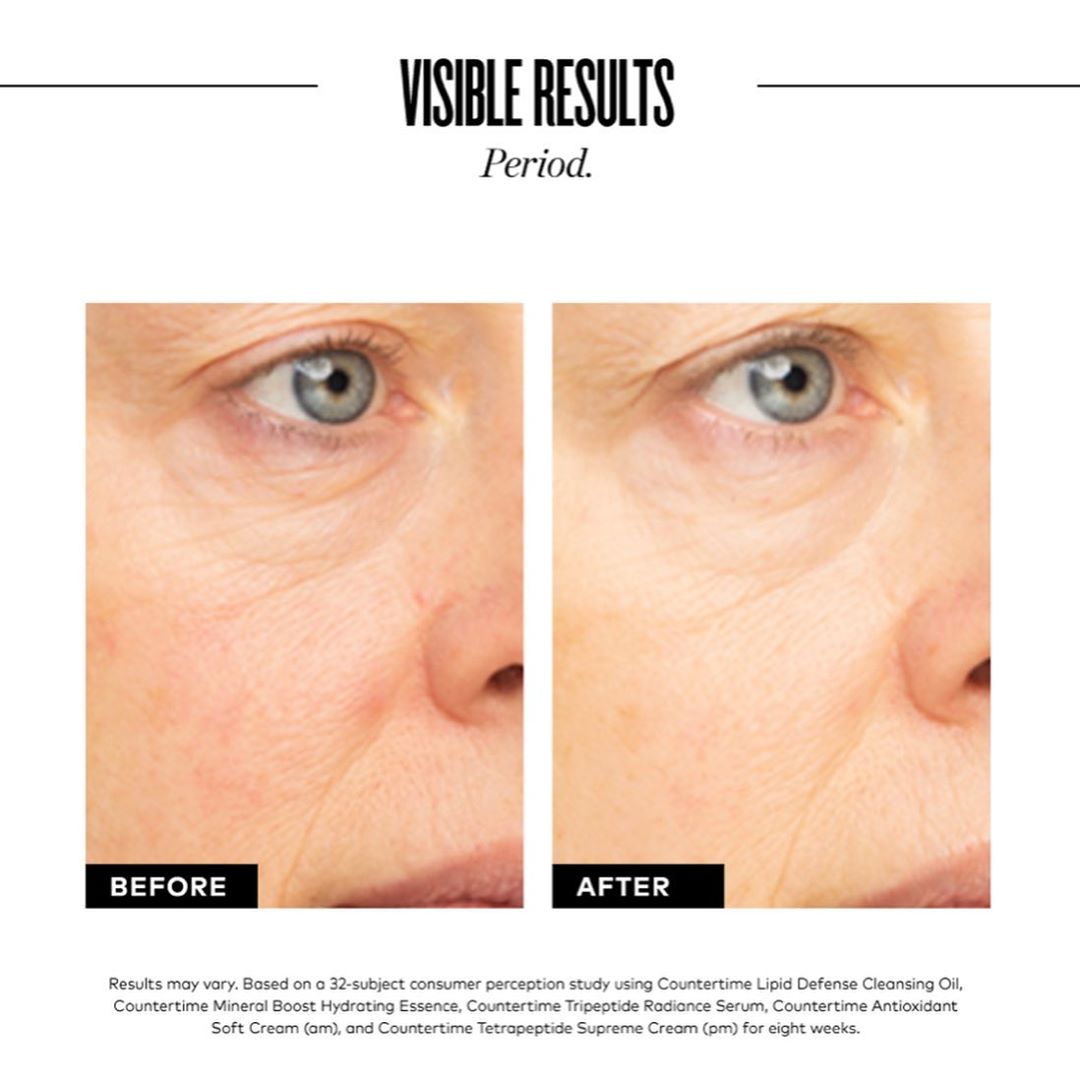 VISIBLE RESULTS
Period.
BEFORE
AFTER
Results may vary. Based on a 32-subject consumer perception study using Countertime Lipid Defense Cleansing Oil,
Countertime Mineral Boost Hydrating Essence, Countertime Tripeptide Radiance Serum, Countertime Antioxidant
Soft Cream (am), and Countertime Tetrapeptide Supreme Cream (pm) for eight weeks.